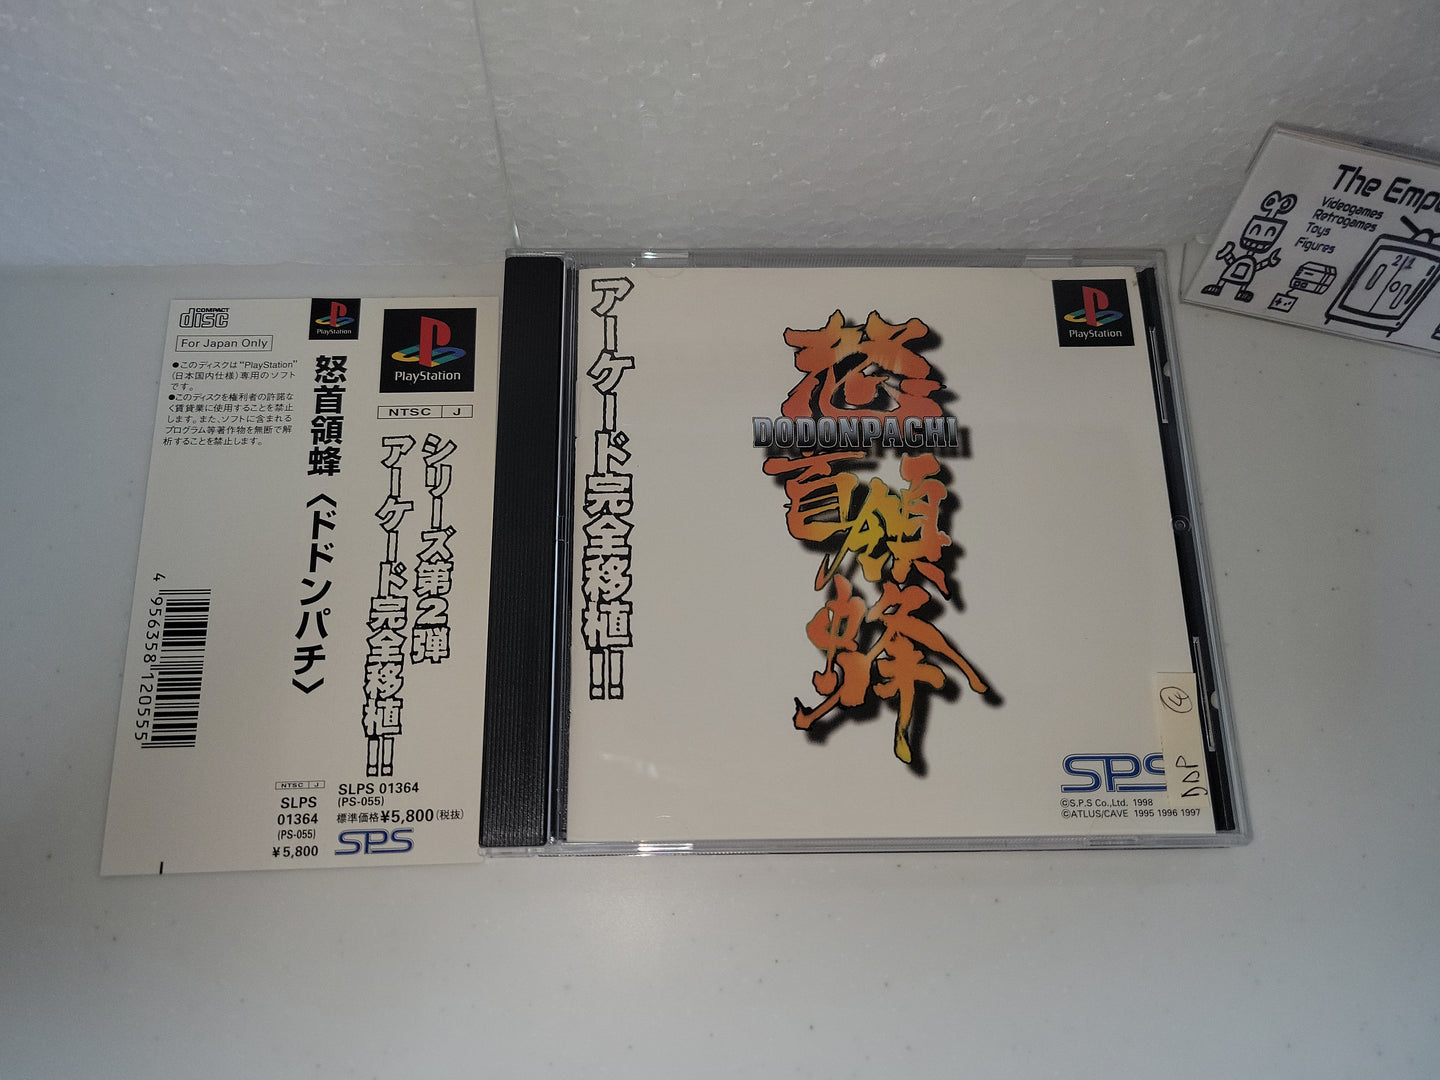 COMPACT
disc
For Japan Only
●このディスクは"PlayStation"
(日本国内仕様)専用のソフト
です。
●このディスクを権利者の許諾な
く賃貸業に使用することを禁止
します。また、ソフトに含まれる
プログラム等著作物を無断で解
析することを禁止します。
4 956358 120555
PlayStation
怒首領蜂〈ドドンパチ〉
NTSC J
SLPS
01364
(PS-055)
¥5,800
PlayStation
NTSC J
シリーズ第2弾
アーケード完全移植!!
SLPS 01364
(PS-055)
標準価格¥5,800(税抜)
SPS
アーケード完全移植!!
怒首領蜂
DODONPACHI
PlayStation
SPS
©S.P.S Co.,Ltd. 1998
©ATLUS/CAVE 1995 1996 1997
DDP
The
Videogames
Retrogames
Toys
Figures